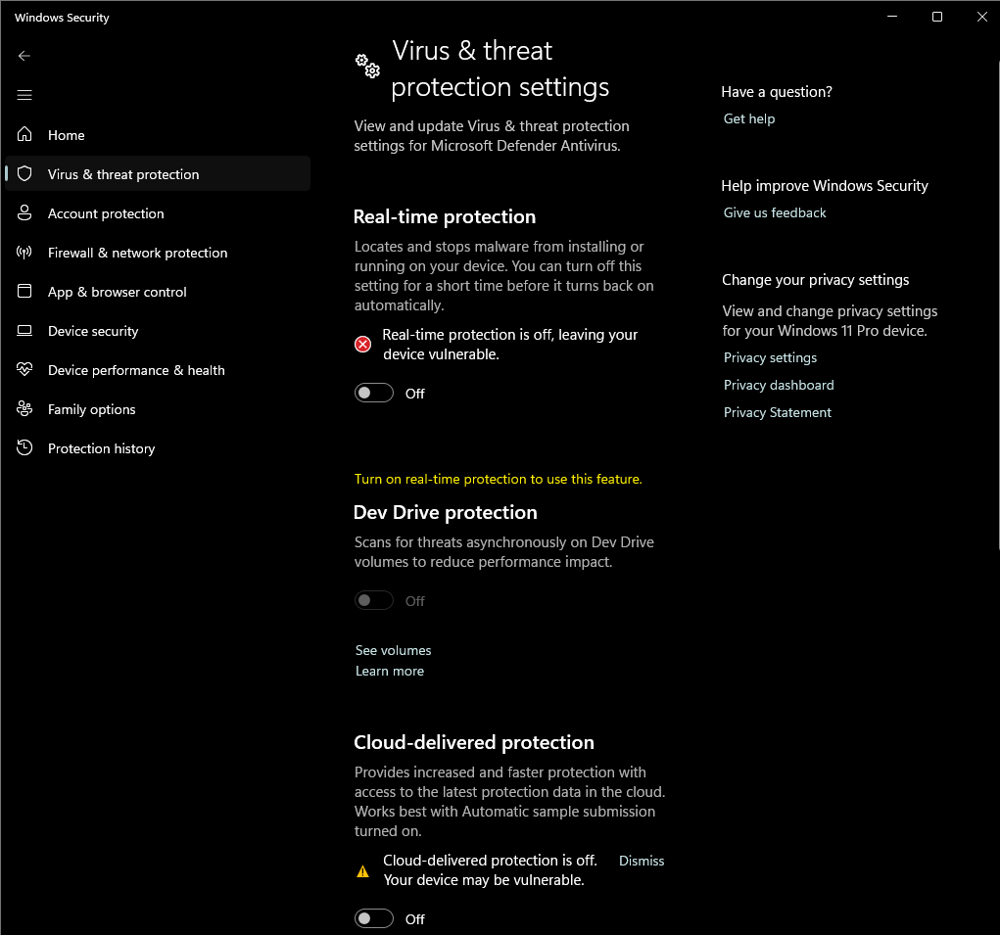 Windows Security
Home
Virus & threat protection
Account protection
Firewall & network protection
App & browser control
Device security
Device performance & health
Family options
Protection history
Virus & threat
protection settings
View and update Virus & threat protection
settings for Microsoft Defender Antivirus.
Real-time protection
Locates and stops malware from installing or
running on your device. You can turn off this
setting for a short time before it turns back on
automatically.
Real-time protection is off, leaving your
device vulnerable.
Off
Turn on real-time protection to use this feature.
Dev Drive protection
Scans for threats asynchronously on Dev Drive
volumes to reduce performance impact.
Off
See volumes
Learn more
Cloud-delivered protection
Provides increased and faster protection with
access to the latest protection data in the cloud.
Works best with Automatic sample submission
turned on.
Cloud-delivered protection is off.
Your device may be vulnerable.
Dismiss
Off
Have a question?
Get help
Help improve Windows Security
Give us feedback
Change your privacy settings
View and change privacy settings
for your Windows 11 Pro device.
Privacy settings
Privacy dashboard
Privacy Statement